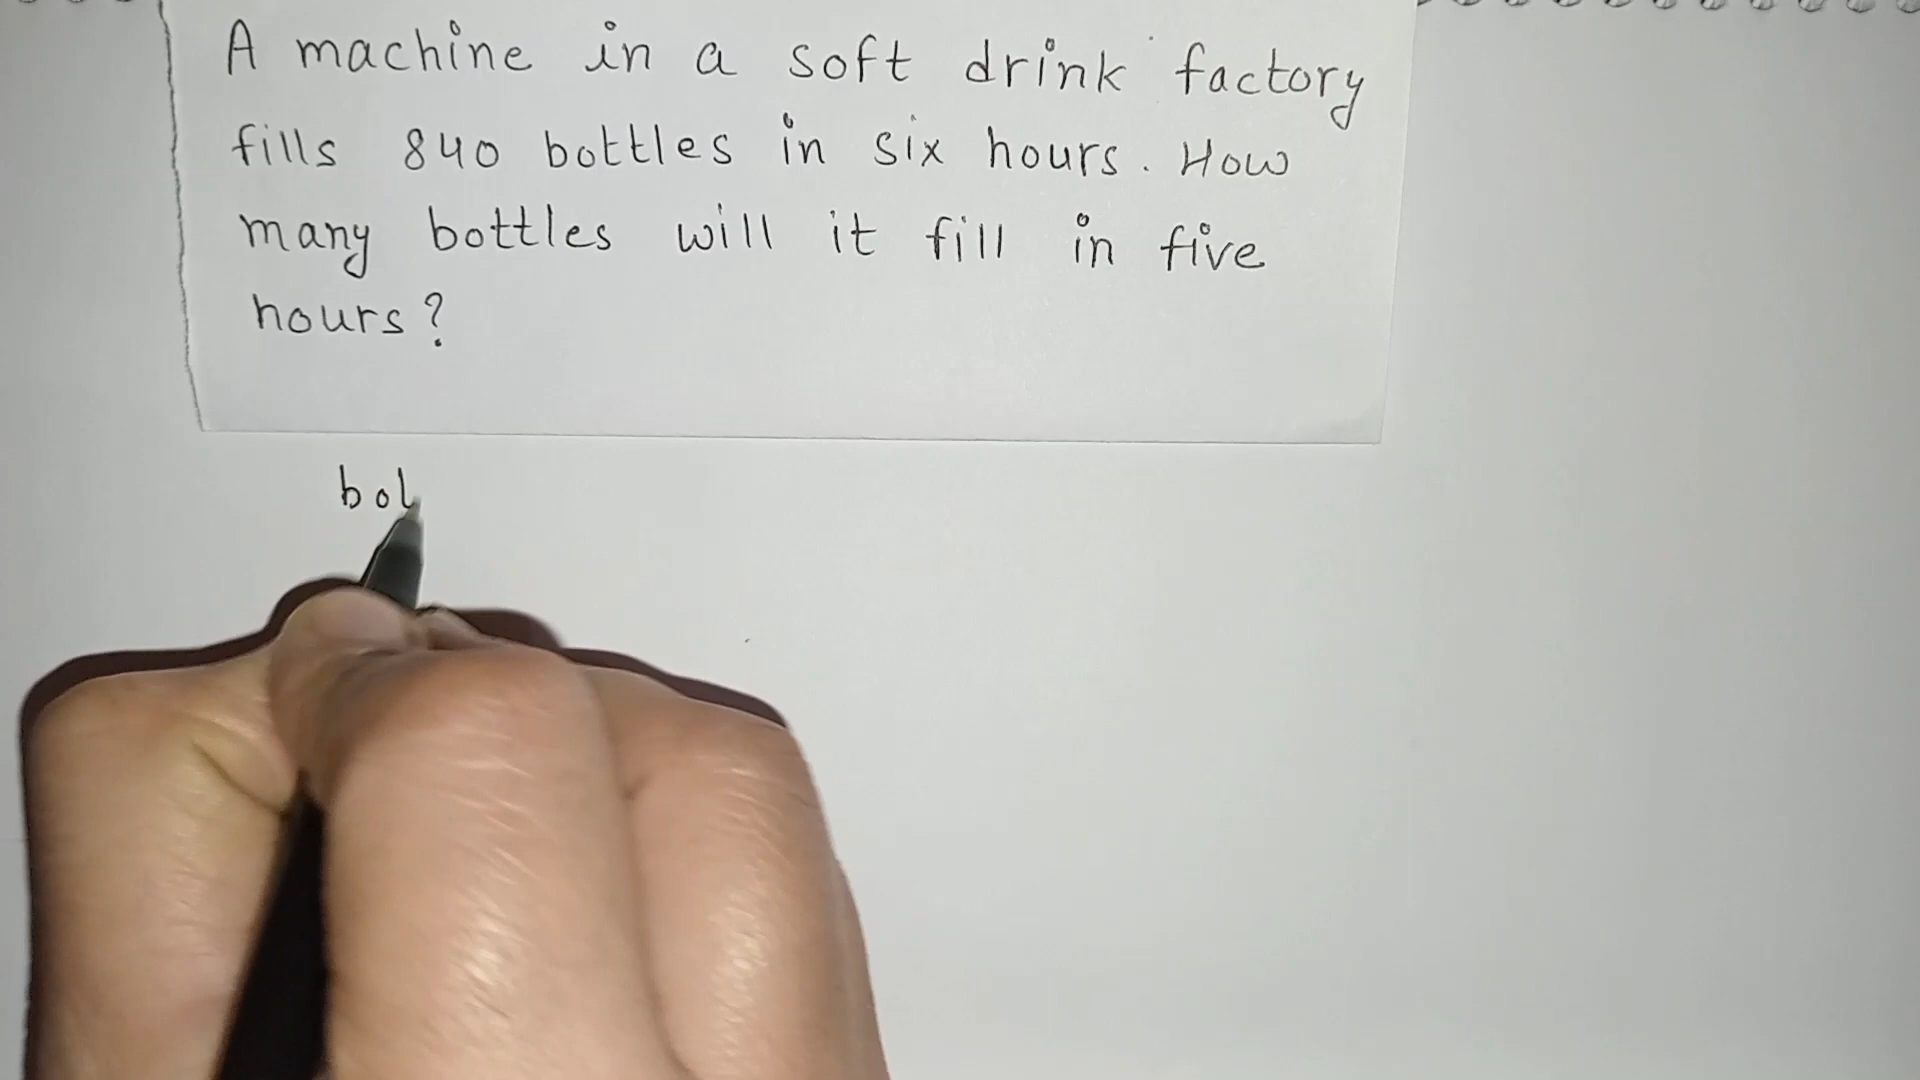 A machine in a soft drink factory
fills 840 bottles in six hours. How
many bottles will it fill in five
hours?
bot